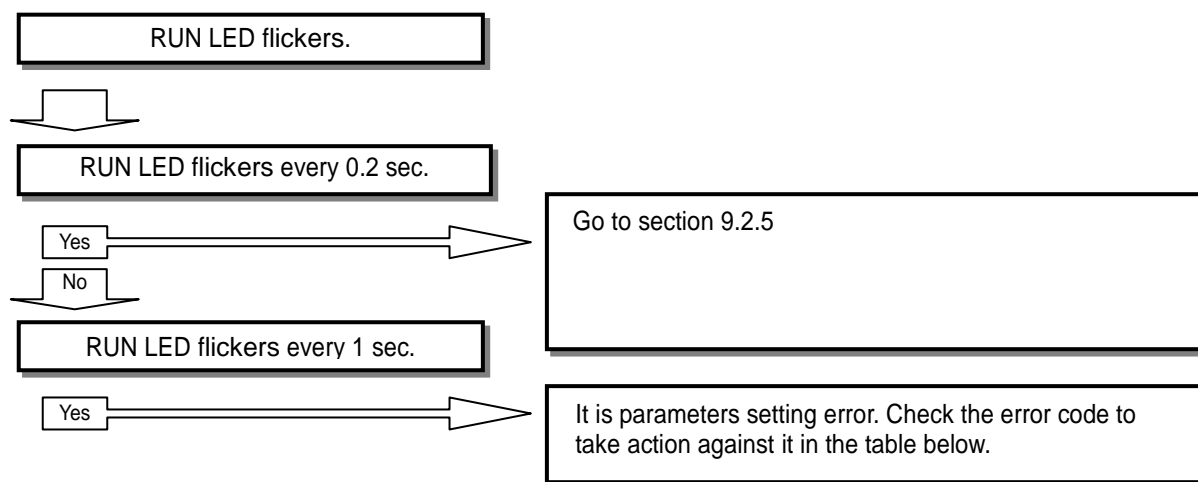 RUN LED flickers.
RUN LED flickers every 0.2 sec.
Yes
Go to section 9.2.5
No
RUN LED flickers every 1 sec.
Yes
It is parameters setting error. Check the error code to
take action against it in the table below.